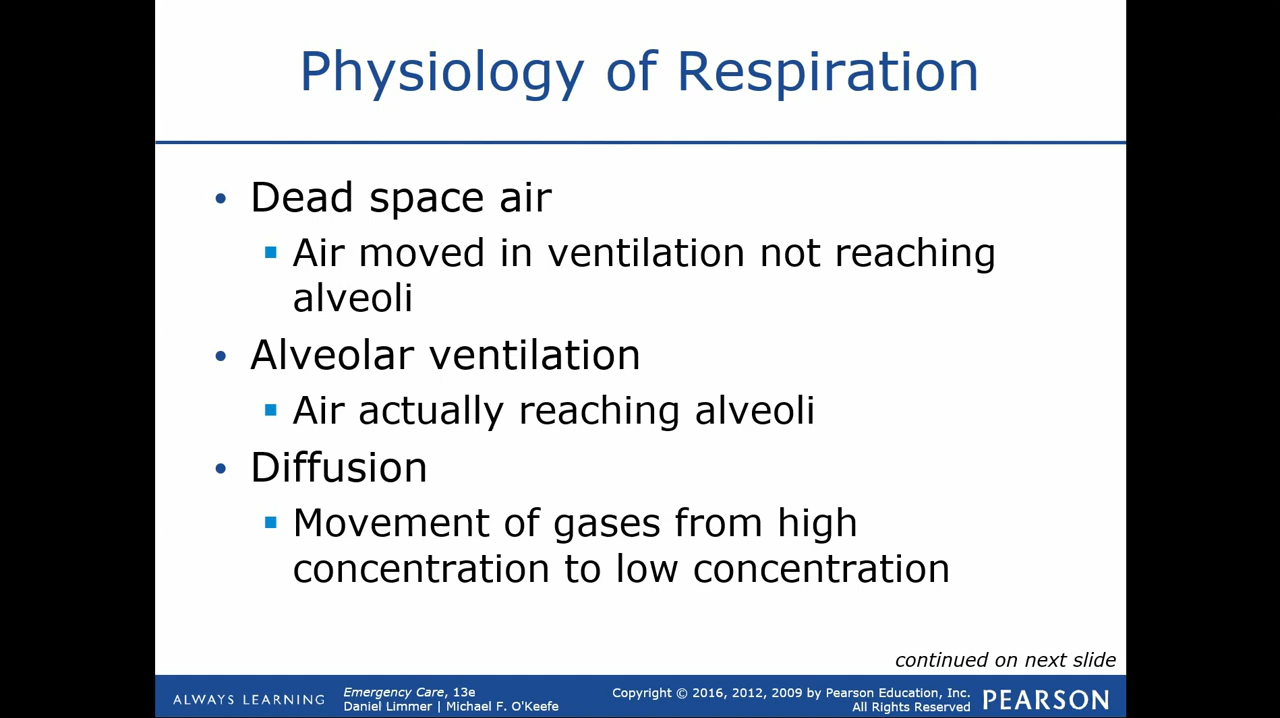 Physiology of Respiration
• Dead space air
▪ Air moved in ventilation not reaching
alveoli
• Alveolar ventilation
▪ Air actually reaching alveoli
• Diffusion
▪ Movement of gases from high
concentration to low concentration
continued on next slide
ALWAYS LEARNING
Emergency Care, 13e
Daniel Limmer | Michael F. O'Keefe
Copyright © 2016, 2012, 2009 by Pearson Education, Inc.
All Rights Reserved
PEARSON